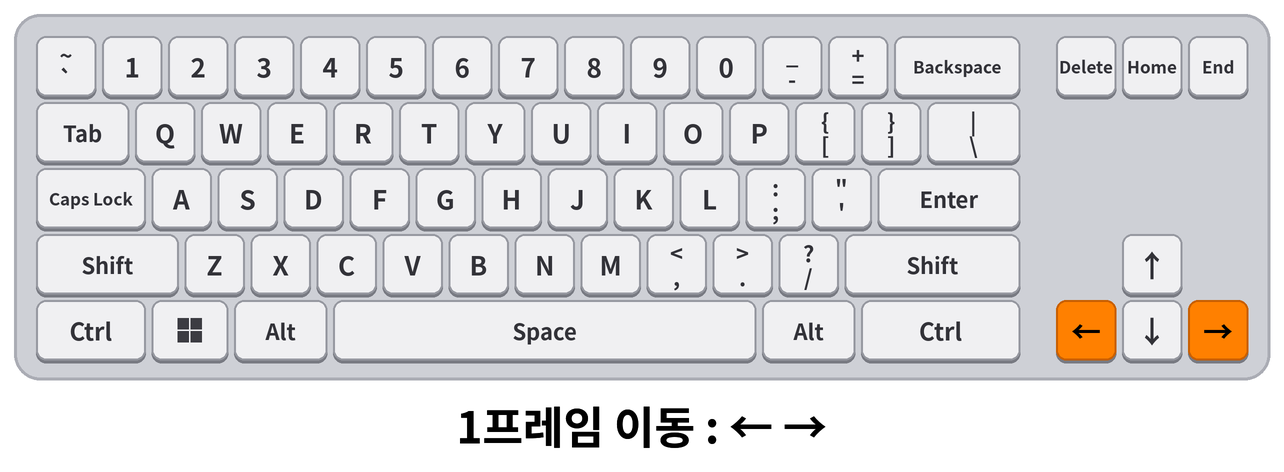 ~ ` 1 2 3 4 5 6 7 8 9 0 _ - + = Backspace Delete Home End
Tab Q W E R T Y U I O P { [ } ] | \
Caps Lock A S D F G H J K L : ; " ' Enter
Shift Z X C V B N M < , > . ? / Shift ↑
Ctrl Alt Space Alt Ctrl ← ↓ →
1프레임 이동 : ← →